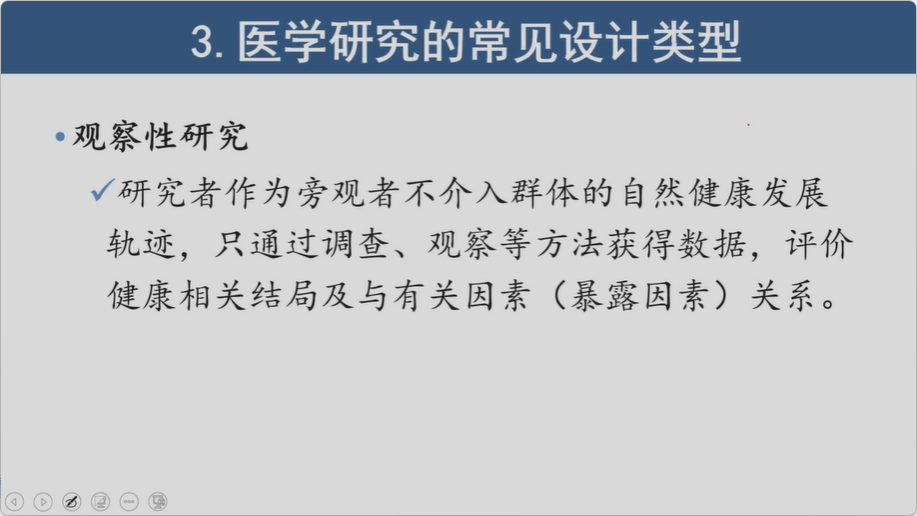 3. 医学研究的常见设计类型
•观察性研究
✓研究者作为旁观者不介入群体的自然健康发展
轨迹，只通过调查、观察等方法获得数据，评价
健康相关结局及与有关因素（暴露因素）关系。